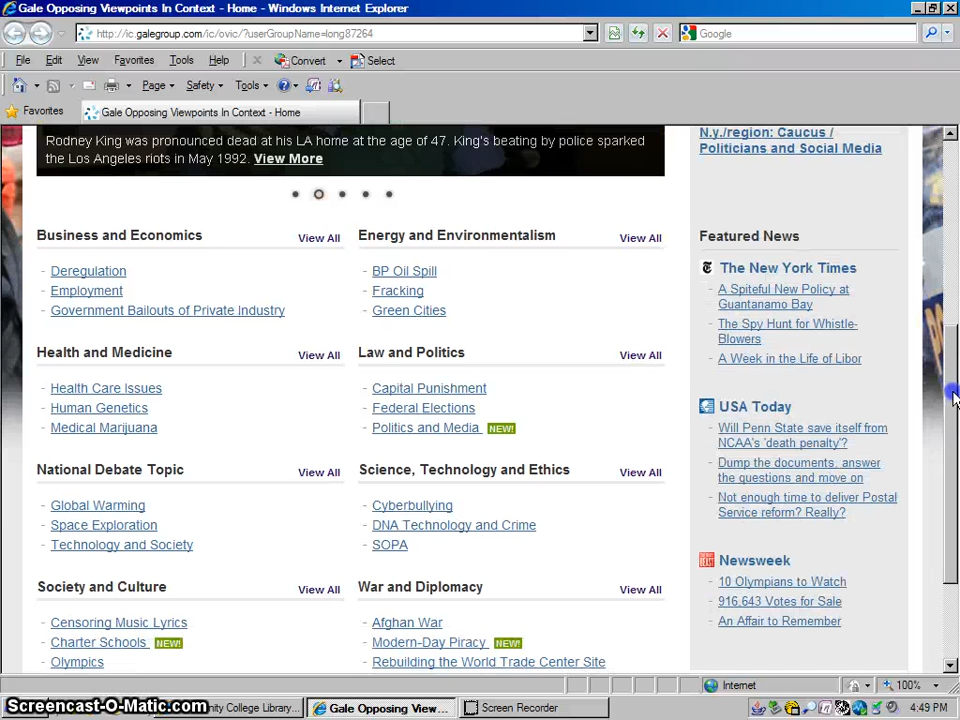 Gale Opposing Viewpoints In Context - Home - Windows Internet Explorer
http://ic.galegroup.com/ic/ovic/?userGroupName=long87264
Google
File Edit View Favorites Tools Help
Convert Select
Page Safety Tools
Favorites Gale Opposing Viewpoints In Context - Home
Rodney King was pronounced dead at his LA home at the age of 47. King's beating by police sparked
the Los Angeles riots in May 1992. View More
N.y./region: Caucus /
Politicians and Social Media
Business and Economics View All
- Deregulation
- Employment
- Government Bailouts of Private Industry
Energy and Environmentalism View All
- BP Oil Spill
- Fracking
- Green Cities
Health and Medicine View All
- Health Care Issues
- Human Genetics
- Medical Marijuana
Law and Politics View All
- Capital Punishment
- Federal Elections
- Politics and Media NEW!
National Debate Topic View All
- Global Warming
- Space Exploration
- Technology and Society
Science, Technology and Ethics View All
- Cyberbullying
- DNA Technology and Crime
- SOPA
Society and Culture View All
- Censoring Music Lyrics
- Charter Schools NEW!
- Olympics
War and Diplomacy View All
- Afghan War
- Modern-Day Piracy NEW!
- Rebuilding the World Trade Center Site
Featured News
The New York Times
- A Spiteful New Policy at
Guantanamo Bay
- The Spy Hunt for Whistle-
Blowers
- A Week in the Life of Libor
USA Today
- Will Penn State save itself from
NCAA's 'death penalty'?
- Dump the documents, answer
the questions and move on
- Not enough time to deliver Postal
Service reform? Really?
Newsweek
- 10 Olympians to Watch
- 916,643 Votes for Sale
- An Affair to Remember
Internet 100%
Screencast-O-Matic.com
unity College Library...
Gale Opposing View...
Screen Recorder
4:49 PM